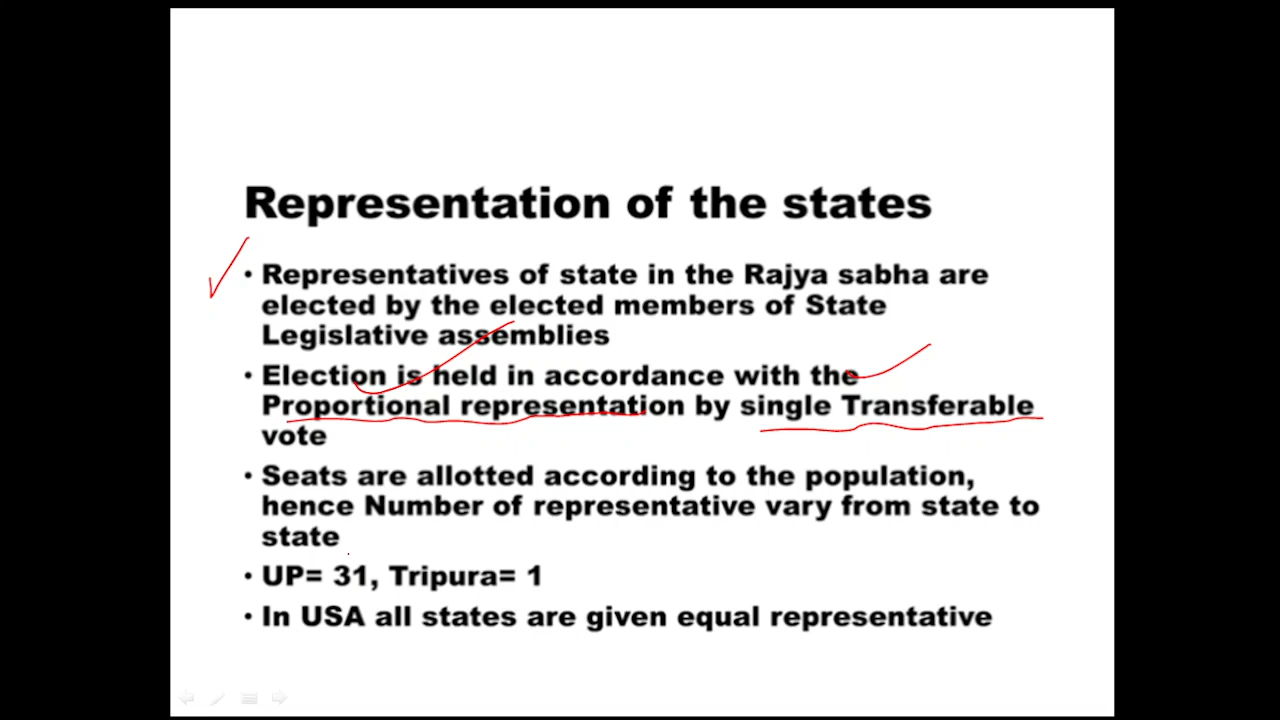 Representation of the states
• Representatives of state in the Rajya sabha are
elected by the elected members of State
Legislative assemblies
• Election is held in accordance with the
Proportional representation by single Transferable
vote
• Seats are allotted according to the population,
hence Number of representative vary from state to
state
• UP= 31, Tripura= 1
• In USA all states are given equal representative